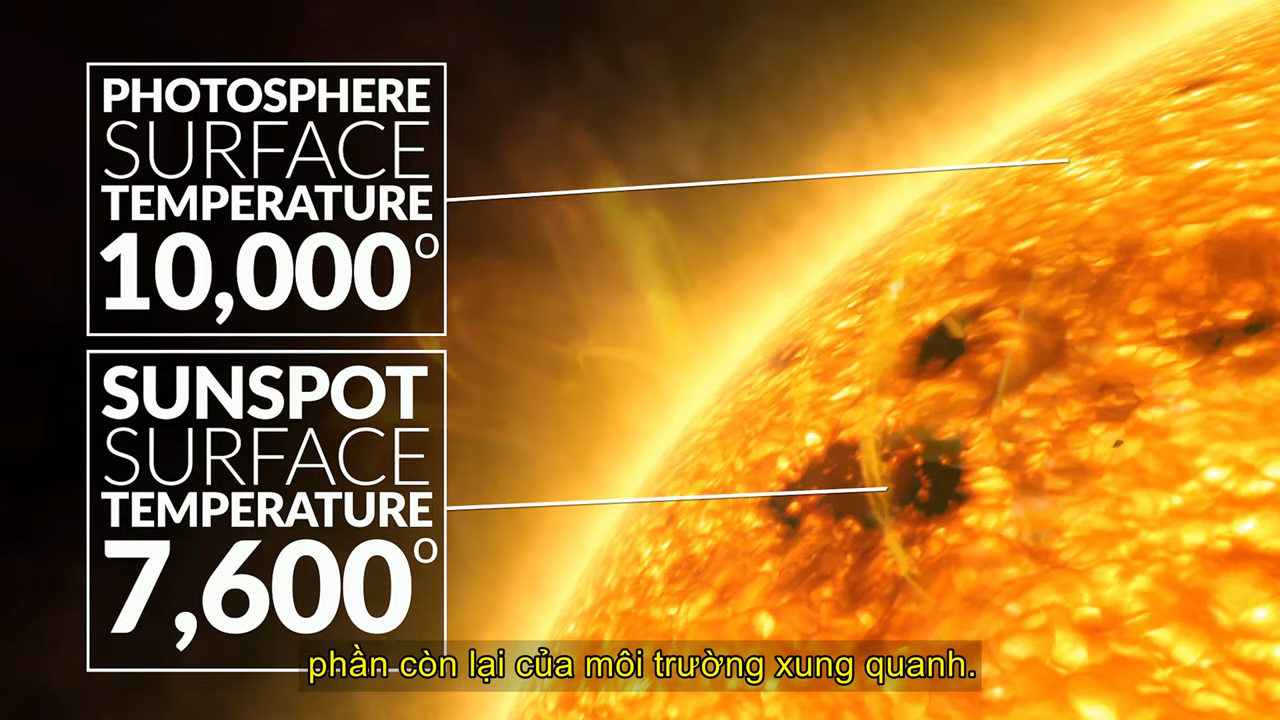 PHOTOSPHERE
SURFACE
TEMPERATURE
10,000°
SUNSPOT
SURFACE
TEMPERATURE
7,600°
phần còn lại của môi trường xung quanh.